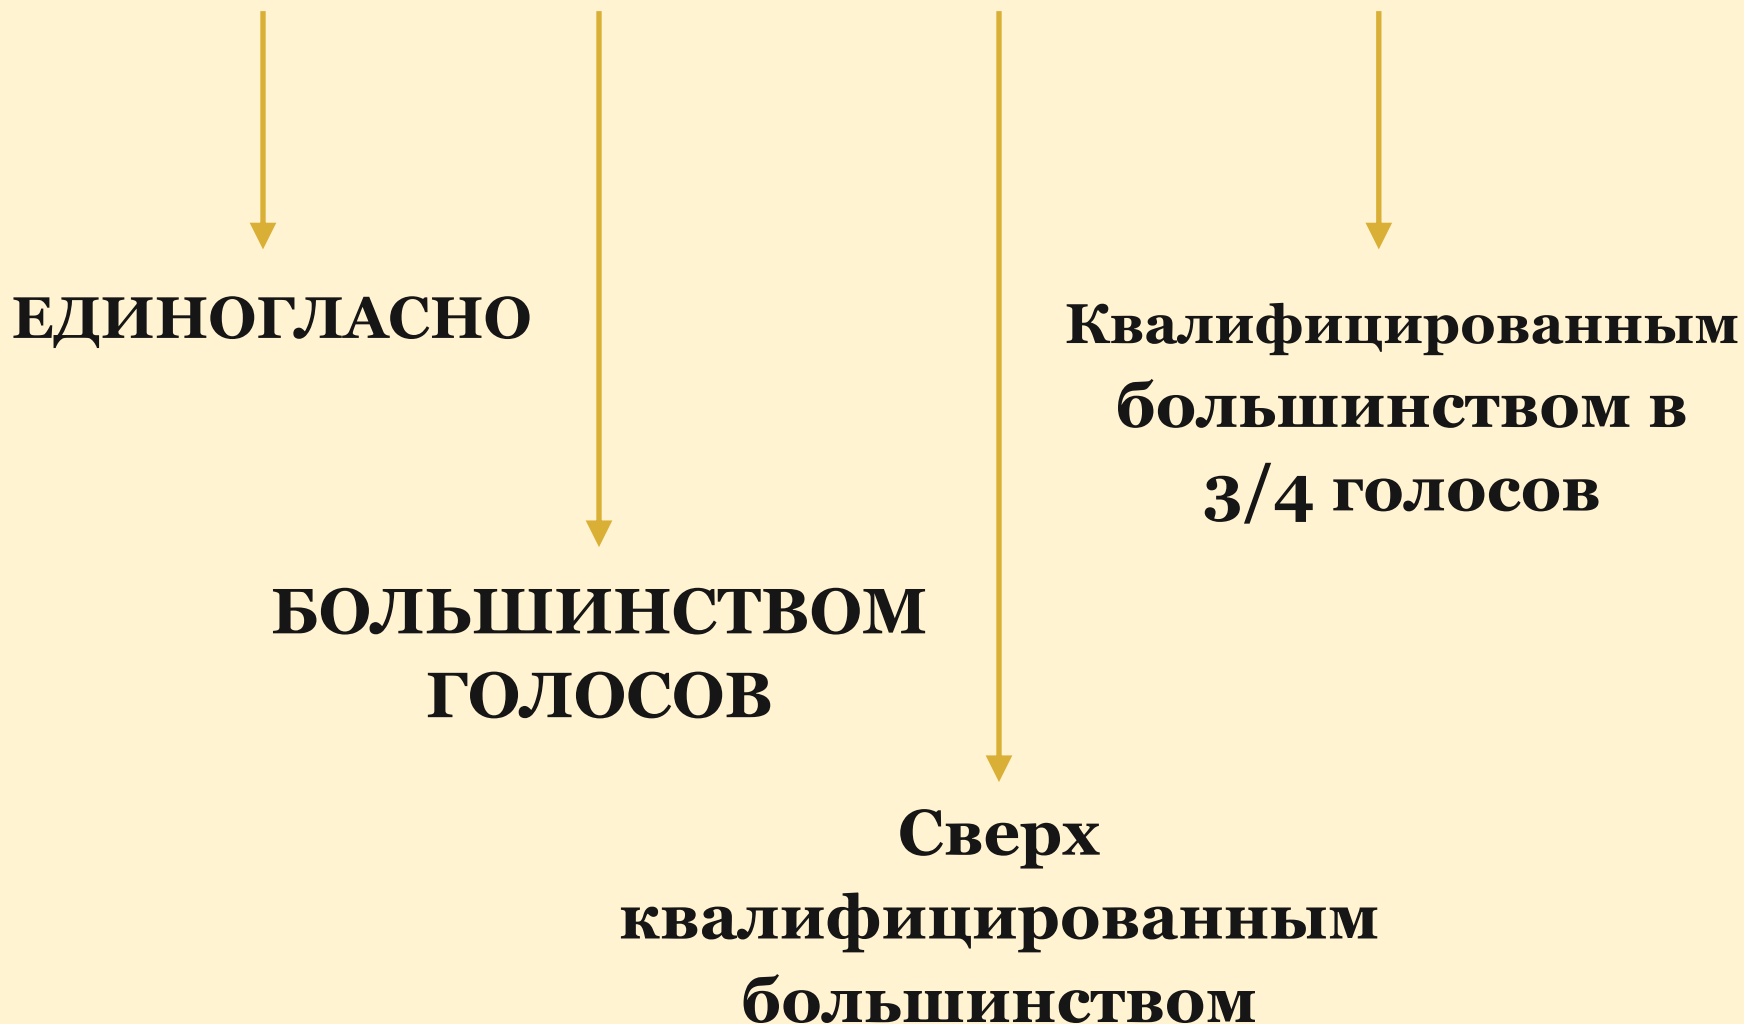 ЕДИНОГЛАСНО
Квалифицированным
большинством в
3/4 голосов
БОЛЬШИНСТВОМ
ГОЛОСОВ
Сверх
квалифицированным
большинством